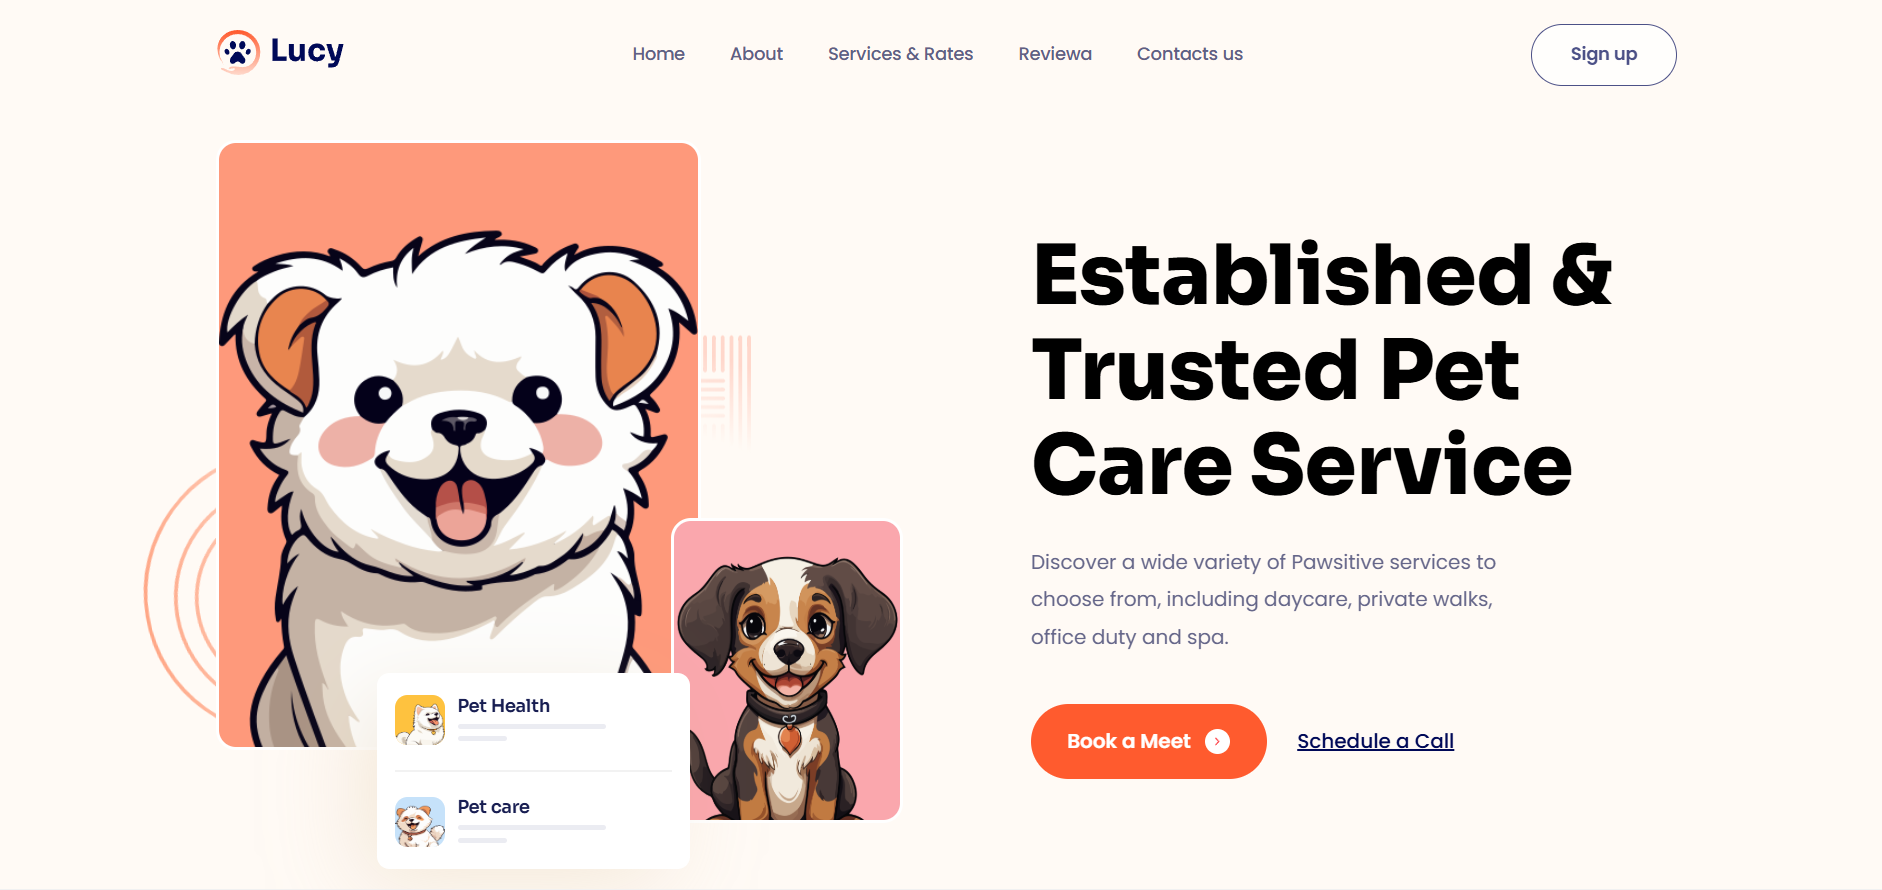 Lucy
Home
About
Services & Rates
Reviewa
Contacts us
Sign up
Established &
Trusted Pet
Care Service
Discover a wide variety of Pawsitive services to
choose from, including daycare, private walks,
office duty and spa.
Book a Meet
Schedule a Call
Pet Health
Pet care